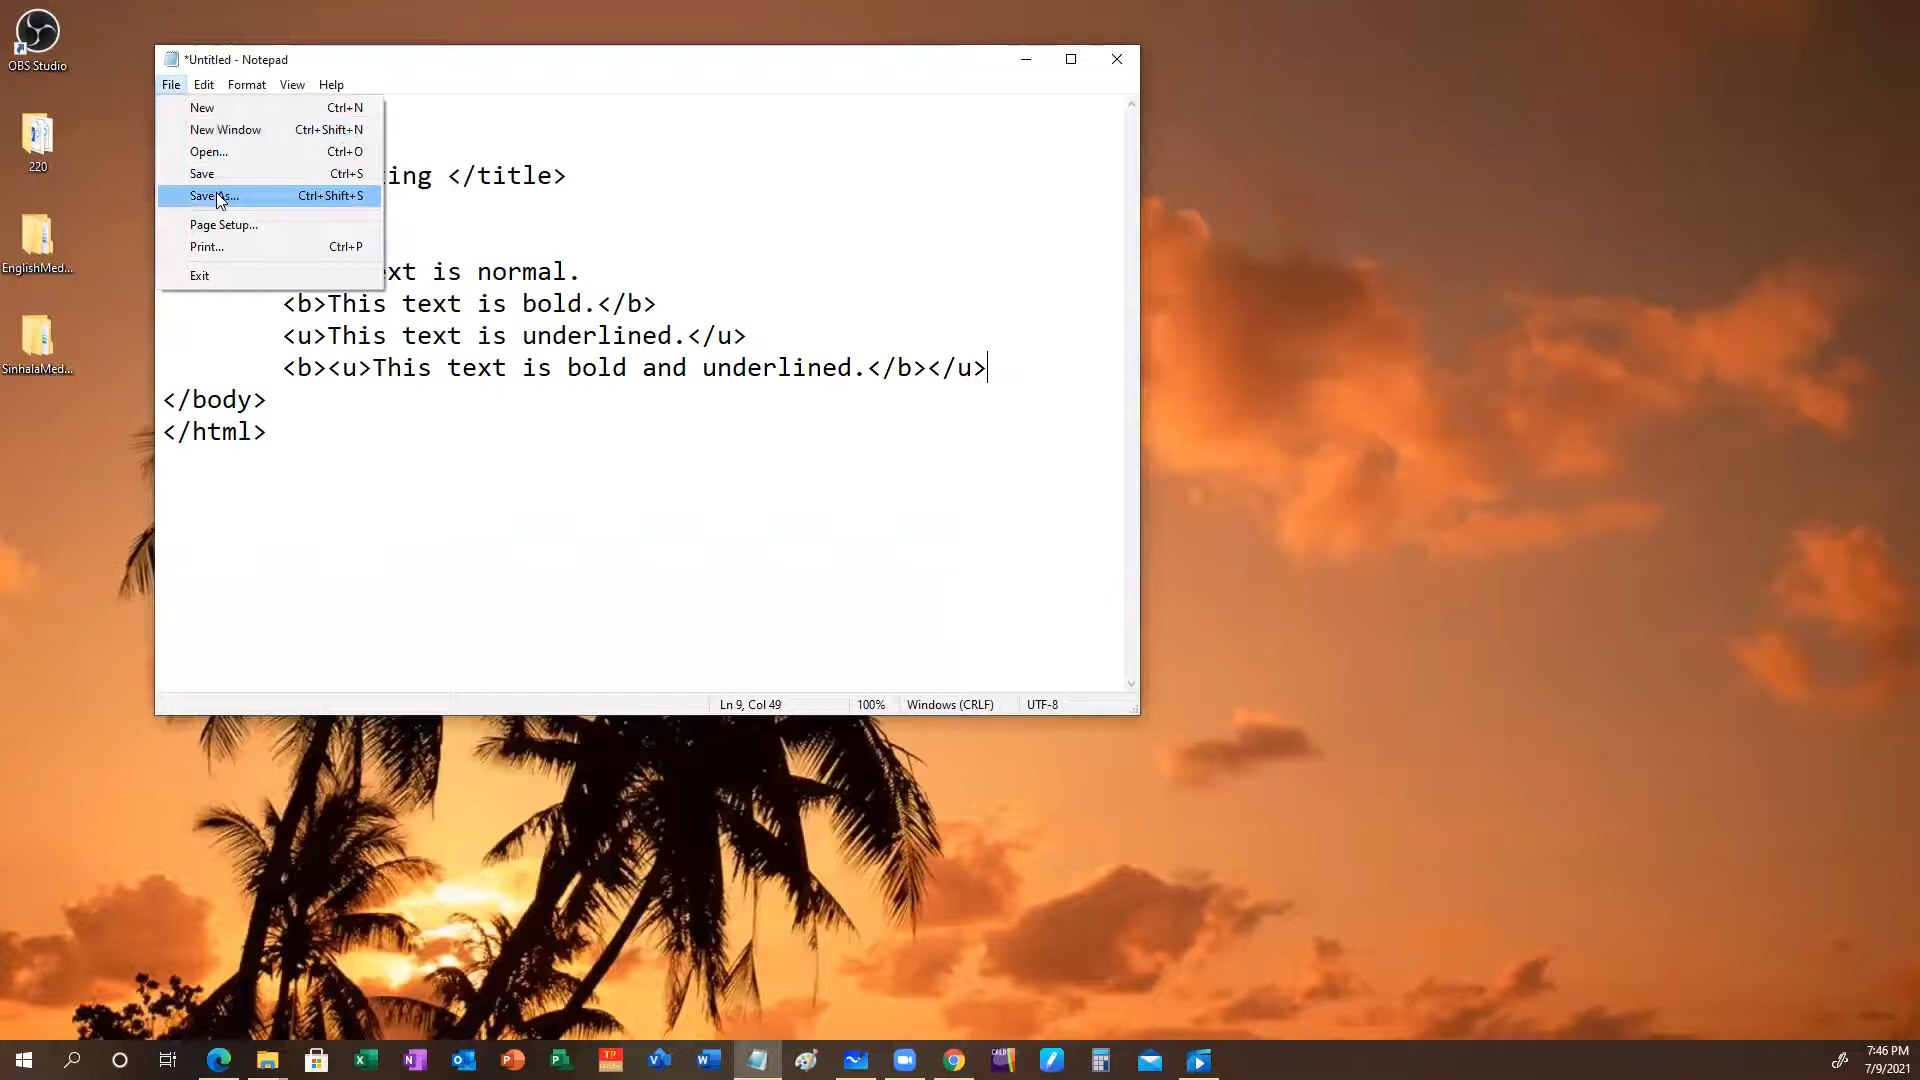 OBS Studio
220
EnglishMed...
SinhalaMed...
*Untitled - Notepad
File Edit Format View Help
New Ctrl+N
New Window Ctrl+Shift+N
Open... Ctrl+O
Save Ctrl+S
Save As... Ctrl+Shift+S
Page Setup...
Print... Ctrl+P
Exit
ing </title>
xt is normal.
<b>This text is bold.</b>
<u>This text is underlined.</u>
<b><u>This text is bold and underlined.</b></u>
</body>
</html>
Ln 9, Col 49 100% Windows (CRLF) UTF-8
CALD
7:46 PM
7/9/2021